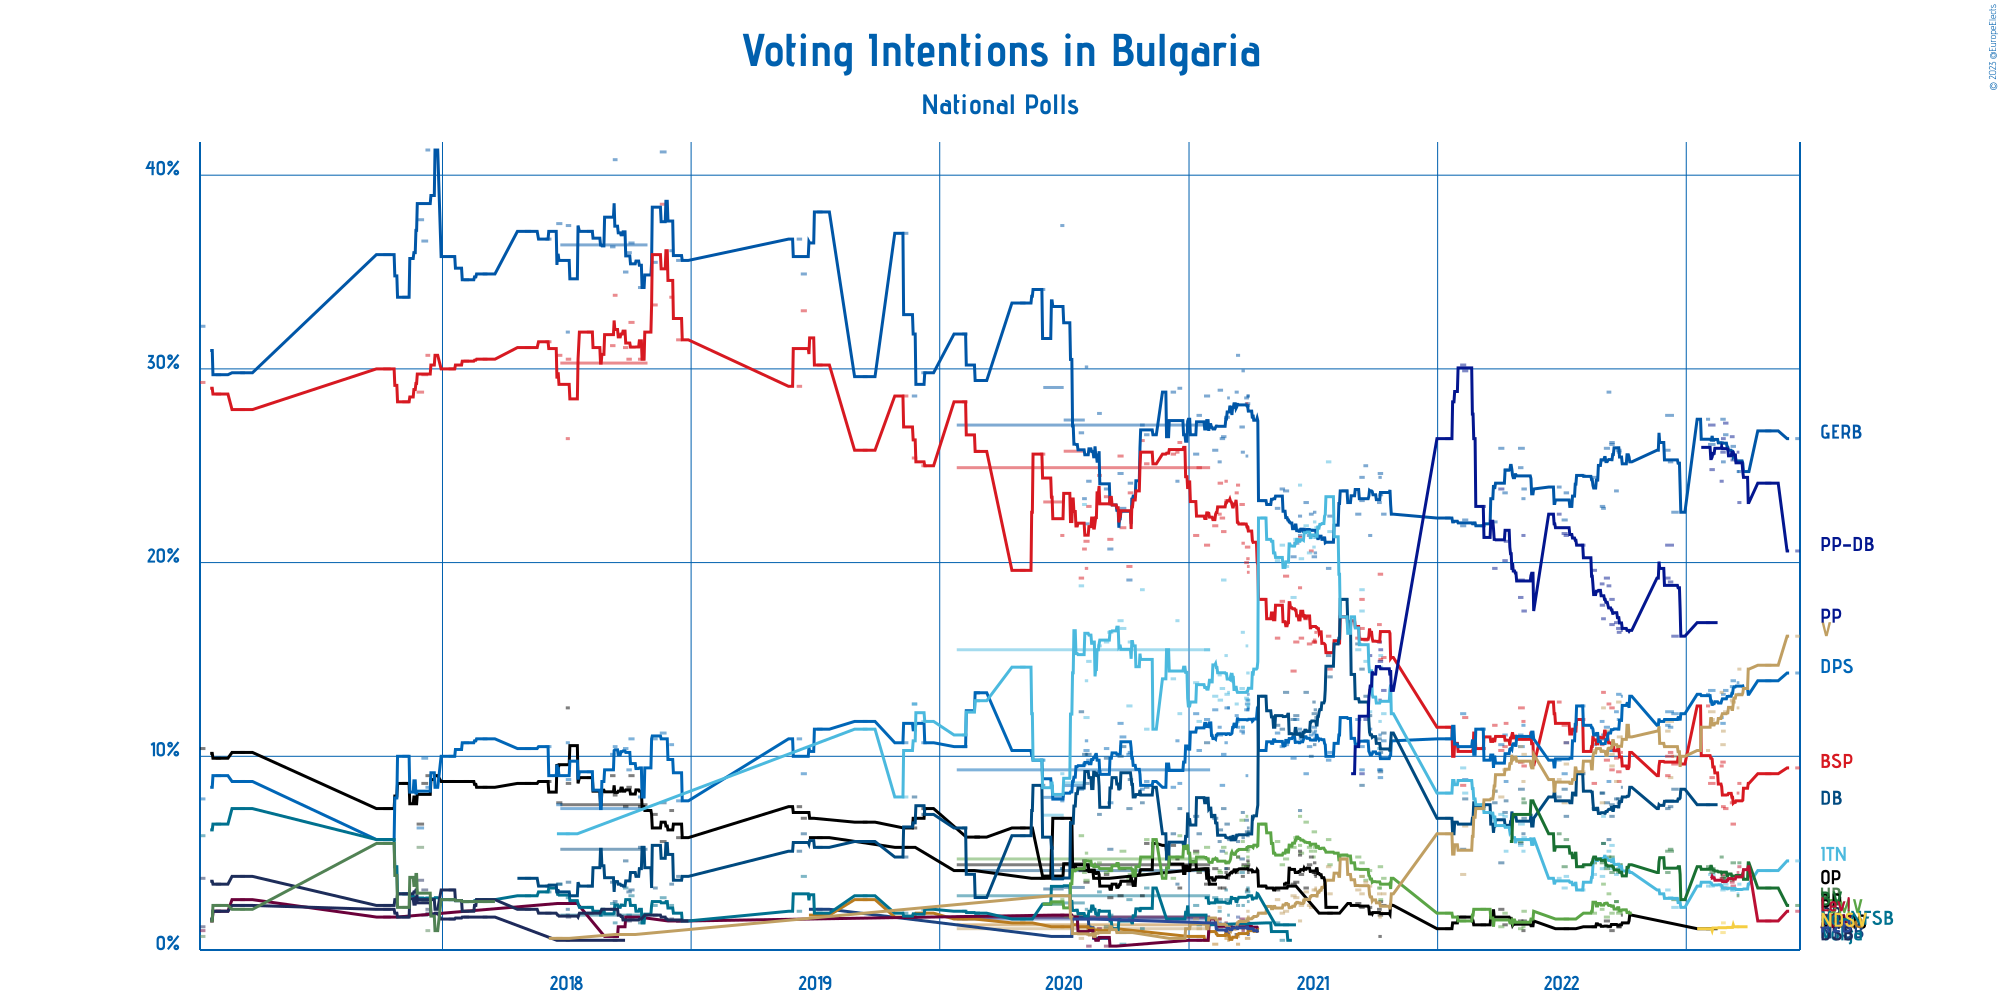 © 2023 @EuropeElects
Voting Intentions in Bulgaria
National Polls
40%
30%
20%
10%
0%
GERB
PP-DB
PP
V
DPS
BSP
DB
ITN
OP
2018
2019
2020
2021
2022